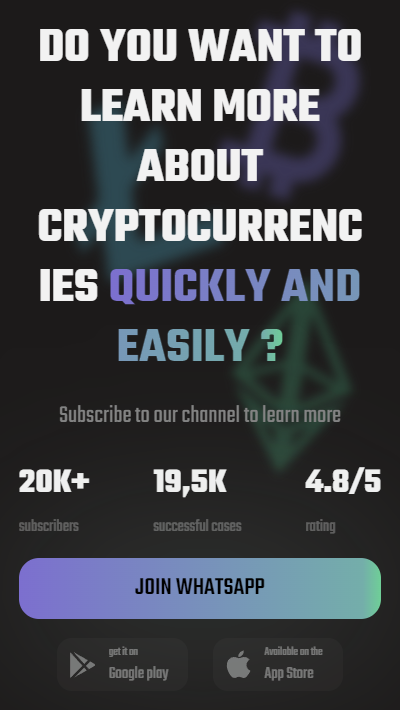 DO YOU WANT TO
LEARN MORE
ABOUT
CRYPTOCURRENC
IES QUICKLY AND
EASILY ?
Subscribe to our channel to learn more
20K+ 19,5K 4.8/5
subscribers successful cases rating
JOIN WHATSAPP
get it on Available on the
Google play App Store